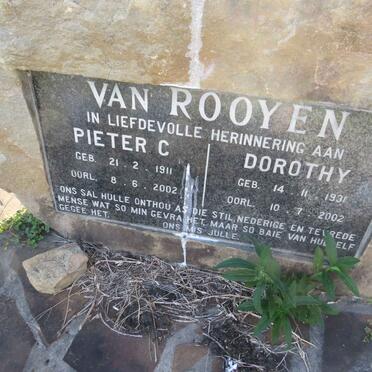 VAN ROOYEN
IN LIEFDEVOLLE HERINNERING AAN
PIETER C
GEB. 21 - 2 - 1911
OORL. 8 - 6 - 2002
DOROTHY
GEB. 14 - 11 - 1931
OORL. 10 - 7 - 2002
ONS SAL HULLE ONTHOU AS DIE STIL, NEDERIGE EN TEVREDE
MENSE WAT SO MIN GEVRA HET, MAAR SO BAIE VAN HULSELF
GEGEE HET. ONS MIS JULLE.